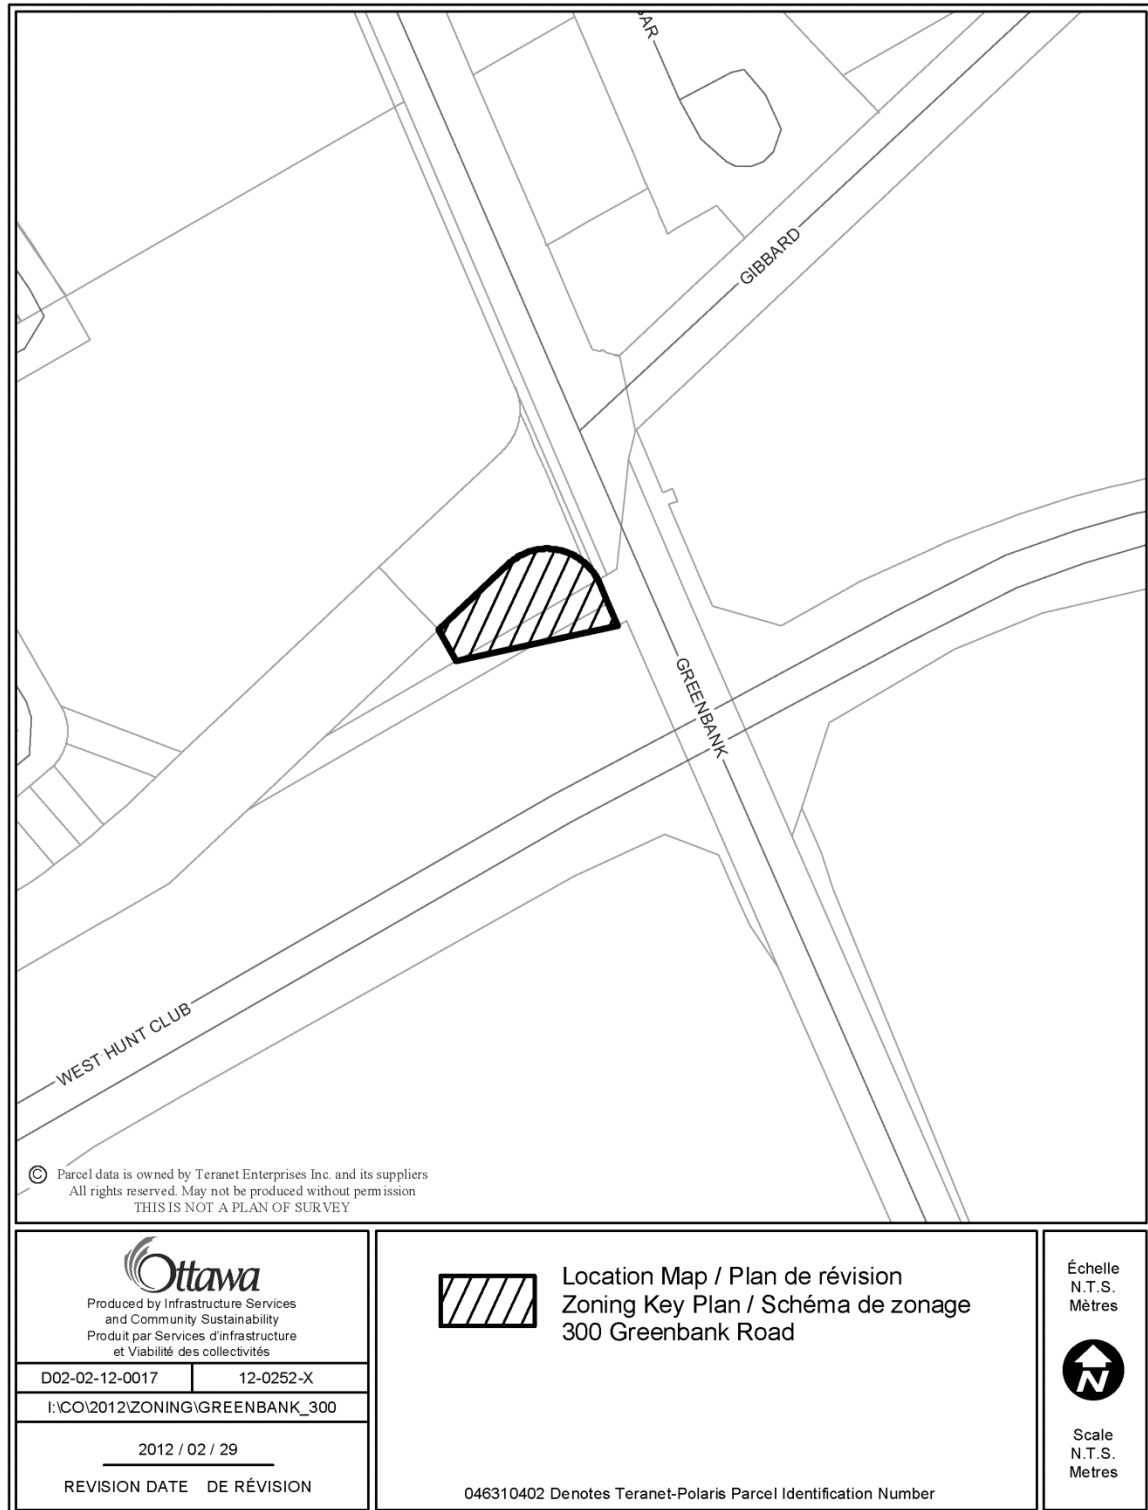 GIBBARD
GREENBANK
WEST HUNT CLUB
© Parcel data is owned by Teranet Enterprises Inc. and its suppliers
All rights reserved. May not be produced without permission
THIS IS NOT A PLAN OF SURVEY
Ottawa
Produced by Infrastructure Services
and Community Sustainability
Produit par Services d'infrastructure
et Viabilité des collectivités
D02-02-12-0017 12-0252-X
I:\CO\2012\ZONING\GREENBANK_300
2012 / 02 / 29
REVISION DATE DE RÉVISION
Location Map / Plan de révision
Zoning Key Plan / Schéma de zonage
300 Greenbank Road
046310402 Denotes Teranet-Polaris Parcel Identification Number
Échelle
N.T.S.
Mètres
N
Scale
N.T.S.
Metres